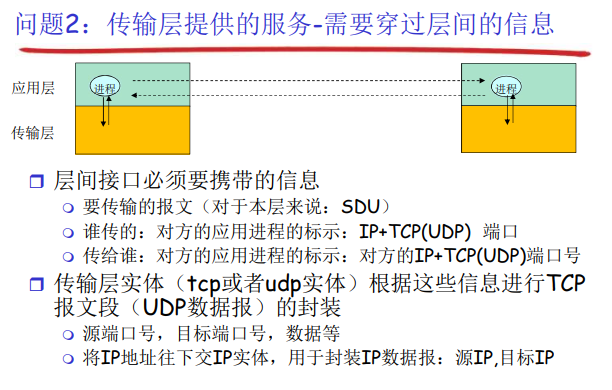 问题2：传输层提供的服务-需要穿过层间的信息
应用层
进程
进程
传输层
层间接口必须要携带的信息
要传输的报文（对于本层来说：SDU）
谁传的：对方的应用进程的标示：IP+TCP(UDP) 端口
传给谁：对方的应用进程的标示：对方的IP+TCP(UDP)端口号
传输层实体（tcp或者udp实体）根据这些信息进行TCP
报文段（UDP数据报）的封装
源端口号，目标端口号，数据等
将IP地址往下交IP实体，用于封装IP数据报：源IP,目标IP